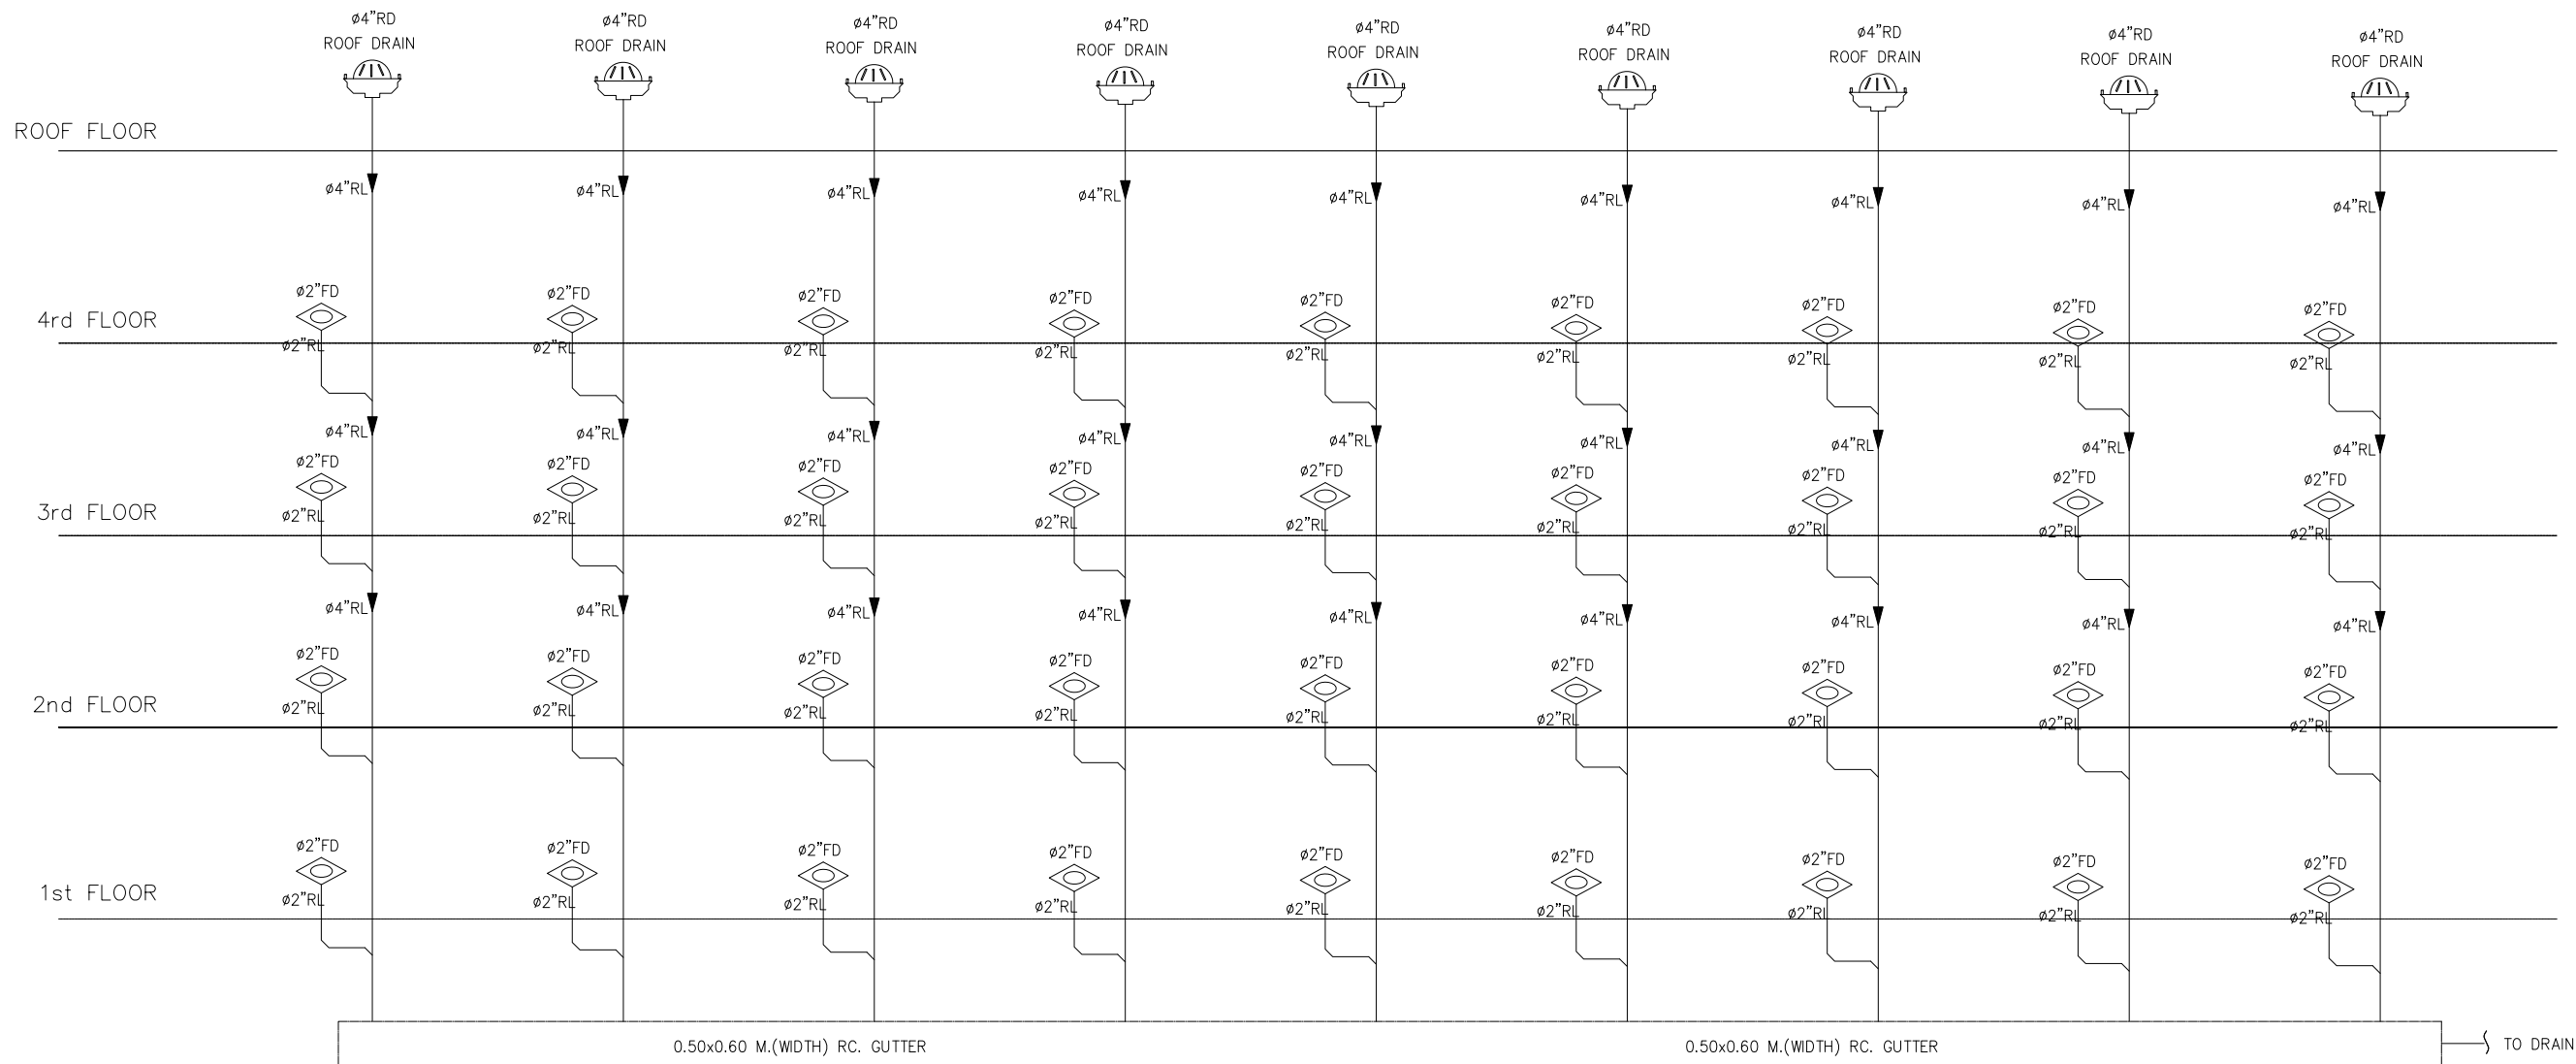 ø4"RD ø4"RD ø4"RD ø4"RD ø4"RD ø4"RD ø4"RD ø4"RD ø4"RD
ROOF DRAIN ROOF DRAIN ROOF DRAIN ROOF DRAIN ROOF DRAIN ROOF DRAIN ROOF DRAIN ROOF DRAIN ROOF DRAIN
ROOF FLOOR
ø4"RL ø4"RL ø4"RL ø4"RL ø4"RL ø4"RL ø4"RL ø4"RL ø4"RL
ø2"FD ø2"FD ø2"FD ø2"FD ø2"FD ø2"FD ø2"FD ø2"FD ø2"FD
4rd FLOOR
ø2"RL ø2"RL ø2"RL ø2"RL ø2"RL ø2"RL ø2"RL ø2"RL ø2"RL
ø4"RL ø4"RL ø4"RL ø4"RL ø4"RL ø4"RL ø4"RL ø4"RL ø4"RL
ø2"FD ø2"FD ø2"FD ø2"FD ø2"FD ø2"FD ø2"FD ø2"FD ø2"FD
3rd FLOOR
ø2"RL ø2"RL ø2"RL ø2"RL ø2"RL ø2"RL ø2"RL ø2"RL ø2"RL
ø4"RL ø4"RL ø4"RL ø4"RL ø4"RL ø4"RL ø4"RL ø4"RL ø4"RL
ø2"FD ø2"FD ø2"FD ø2"FD ø2"FD ø2"FD ø2"FD ø2"FD ø2"FD
2nd FLOOR
ø2"RL ø2"RL ø2"RL ø2"RL ø2"RL ø2"RL ø2"RL ø2"RL ø2"RL
ø2"FD ø2"FD ø2"FD ø2"FD ø2"FD ø2"FD ø2"FD ø2"FD ø2"FD
1st FLOOR
ø2"RL ø2"RL ø2"RL ø2"RL ø2"RL ø2"RL ø2"RL ø2"RL ø2"RL
0.50x0.60 M.(WIDTH) RC. GUTTER 0.50x0.60 M.(WIDTH) RC. GUTTER TO DRAIN